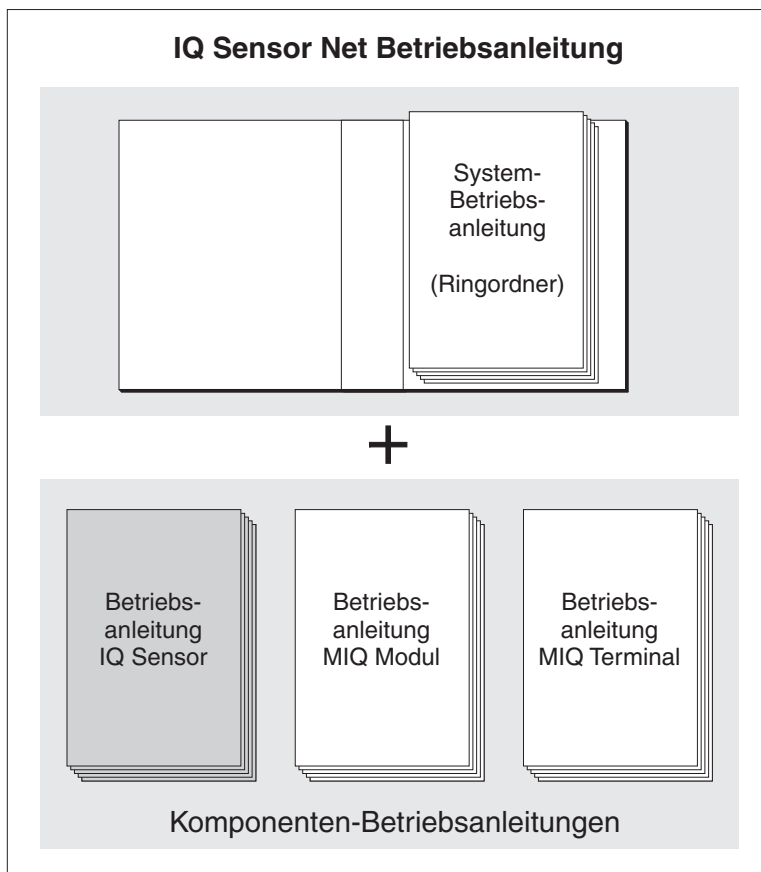 IQ Sensor Net Betriebsanleitung
System-
Betriebs-
anleitung
(Ringordner)
+
Betriebs-
anleitung
IQ Sensor
Betriebs-
anleitung
MIQ Modul
Betriebs-
anleitung
MIQ Terminal
Komponenten-Betriebsanleitungen